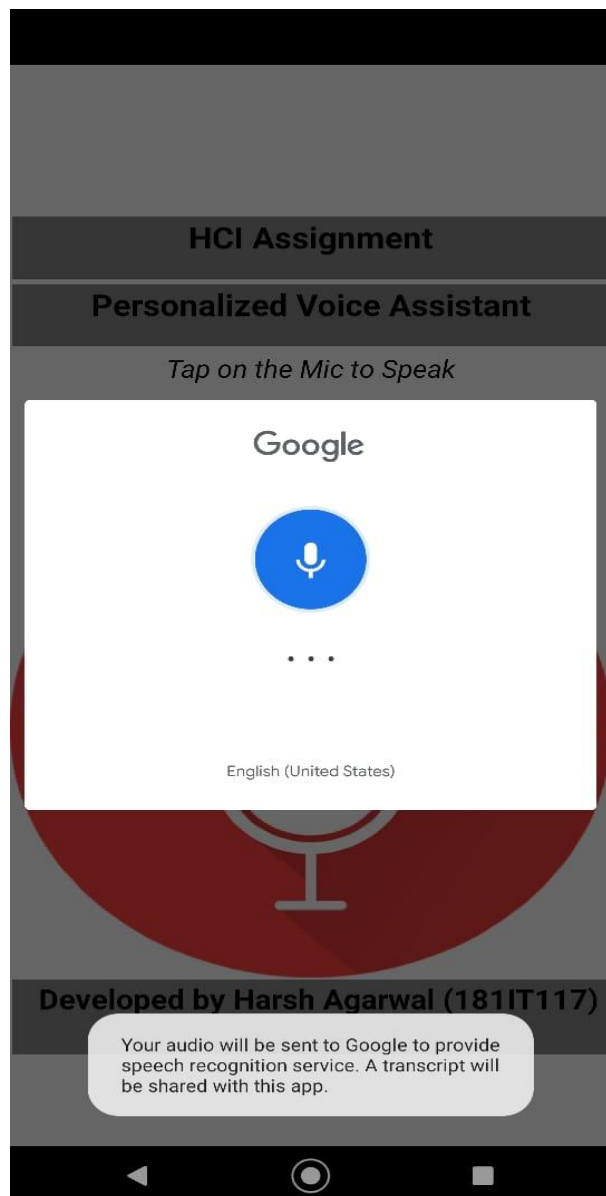 HCI Assignment
Personalized Voice Assistant
Tap on the Mic to Speak
Google
. . .
English (United States)
Developed by Harsh Agarwal (181IT117)
Your audio will be sent to Google to provide
speech recognition service. A transcript will
be shared with this app.